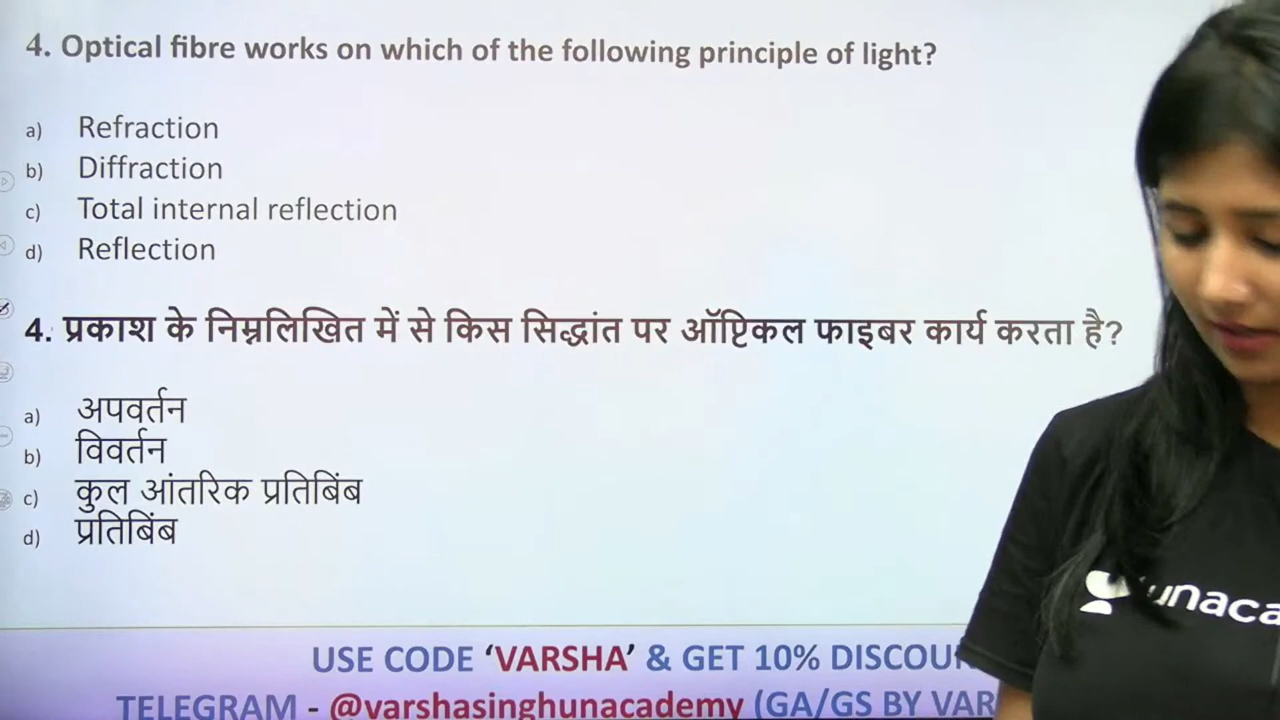 4. Optical fibre works on which of the following principle of light?
a) Refraction
b) Diffraction
c) Total internal reflection
d) Reflection
4. प्रकाश के निम्नलिखित में से किस सिद्धांत पर ऑप्टिकल फाइबर कार्य करता है?
a) अपवर्तन
b) विवर्तन
c) कुल आंतरिक प्रतिबिंब
d) प्रतिबिंब
unaca
USE CODE ‘VARSHA’ & GET 10% DISCOU
TELEGRAM - @varshasinghunacademy (GA/GS BY VAR